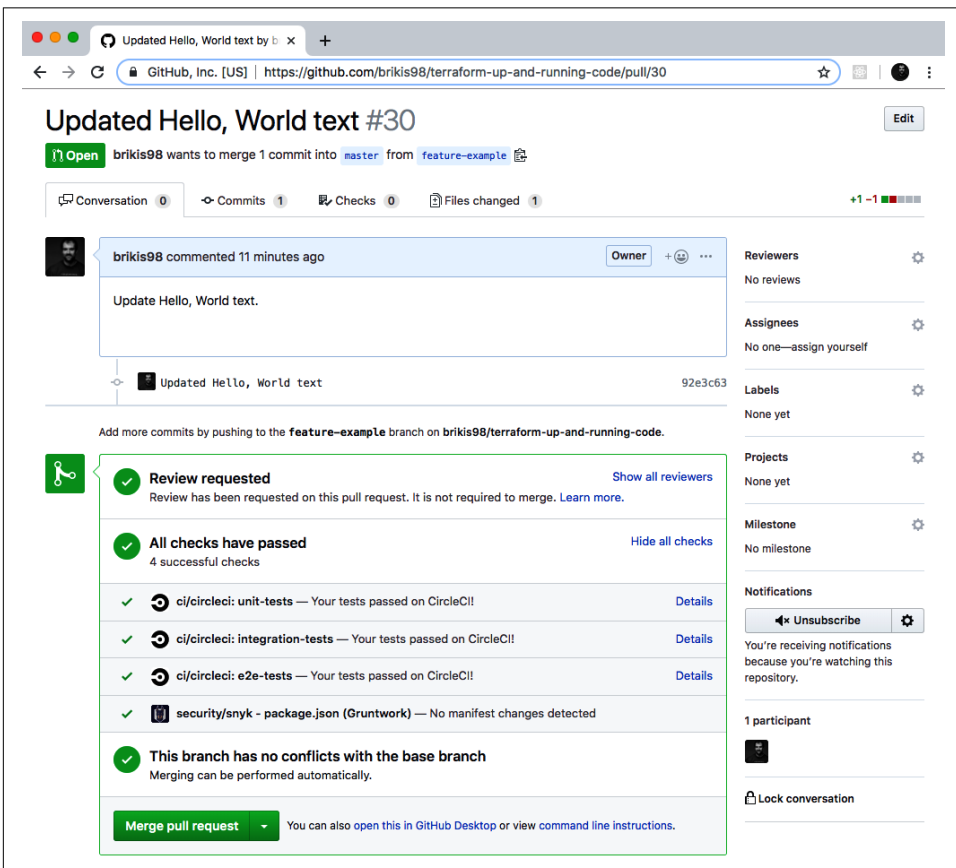 Updated Hello, World text by b
GitHub, Inc. [US] | https://github.com/brikis98/terraform-up-and-running-code/pull/30
Updated Hello, World text #30
Edit
Open
brikis98 wants to merge 1 commit into master from feature-example
Conversation 0
Commits 1
Checks 0
Files changed 1
+1 −1
brikis98 commented 11 minutes ago
Owner
Update Hello, World text.
Updated Hello, World text
92e3c63
Add more commits by pushing to the feature-example branch on brikis98/terraform-up-and-running-code.
Review requested
Show all reviewers
Review has been requested on this pull request. It is not required to merge. Learn more.
All checks have passed
Hide all checks
4 successful checks
ci/circleci: unit-tests — Your tests passed on CircleCI!
Details
ci/circleci: integration-tests — Your tests passed on CircleCI!
Details
ci/circleci: e2e-tests — Your tests passed on CircleCI!
Details
security/snyk - package.json (Gruntwork) — No manifest changes detected
This branch has no conflicts with the base branch
Merging can be performed automatically.
Merge pull request
You can also open this in GitHub Desktop or view command line instructions.
Reviewers
No reviews
Assignees
No one—assign yourself
Labels
None yet
Projects
None yet
Milestone
No milestone
Notifications
Unsubscribe
You're receiving notifications
because you're watching this
repository.
1 participant
Lock conversation